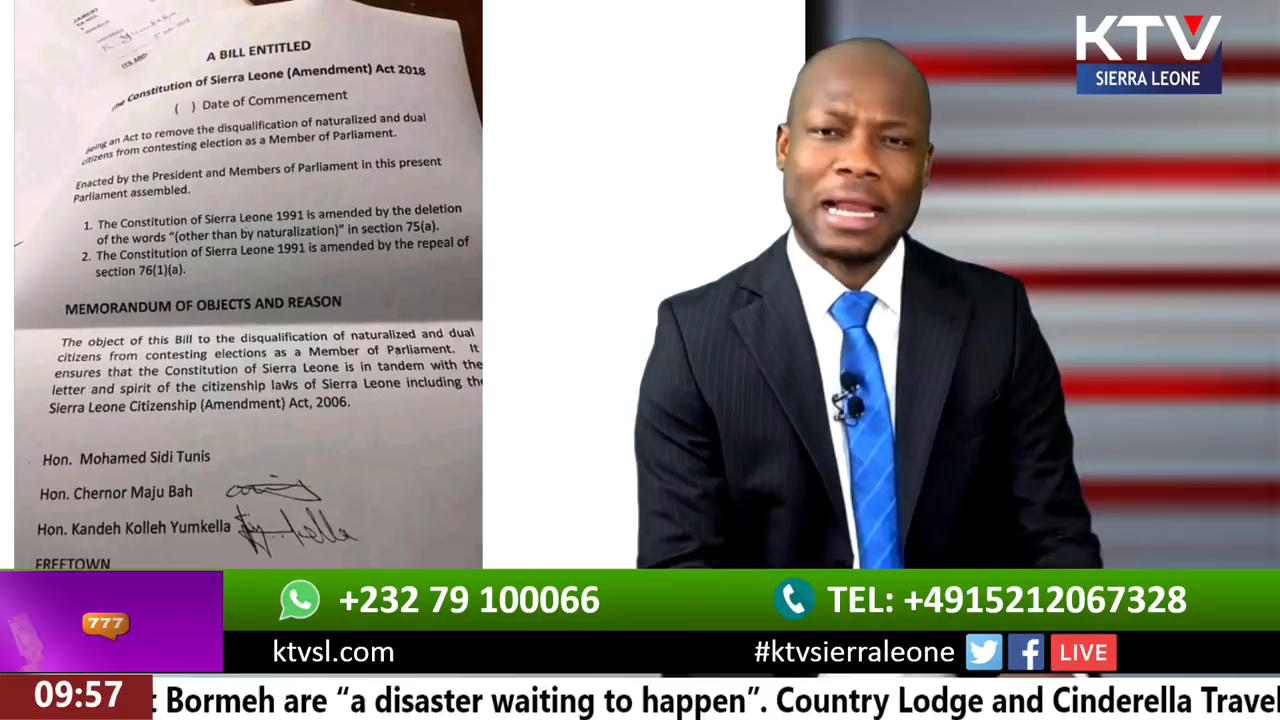 A BILL ENTITLED
Constitution of Sierra Leone (Amendment) Act 2018
( ) Date of Commencement
Being an Act to remove the disqualification of naturalized and dual
citizens from contesting election as a Member of Parliament.
Enacted by the President and Members of Parliament in this present
Parliament assembled.
1. The Constitution of Sierra Leone 1991 is amended by the deletion
of the words “(other than by naturalization)” in section 75(a).
2. The Constitution of Sierra Leone 1991 is amended by the repeal of
section 76(1)(a).
MEMORANDUM OF OBJECTS AND REASON
The object of this Bill to the disqualification of naturalized and dual
citizens from contesting elections as a Member of Parliament. It
ensures that the Constitution of Sierra Leone is in tandem with the
letter and spirit of the citizenship laws of Sierra Leone including the
Sierra Leone Citizenship (Amendment) Act, 2006.
Hon. Mohamed Sidi Tunis
Hon. Chernor Maju Bah
Hon. Kandeh Kolleh Yumkella
FREETOWN
KTV
SIERRA LEONE
777
+232 79 100066
TEL: +4915212067328
ktvsl.com
#ktvsierraleone
LIVE
09:57
Bormeh are “a disaster waiting to happen”. Country Lodge and Cinderella Travel